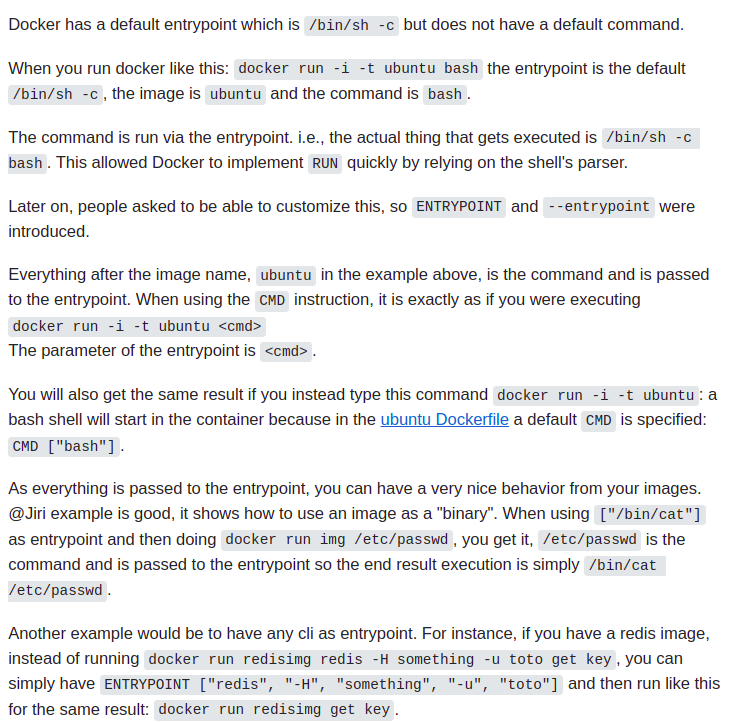 Docker has a default entrypoint which is /bin/sh -c but does not have a default command.
When you run docker like this: docker run -i -t ubuntu bash the entrypoint is the default
/bin/sh -c, the image is ubuntu and the command is bash.
The command is run via the entrypoint. i.e., the actual thing that gets executed is /bin/sh -c
bash. This allowed Docker to implement RUN quickly by relying on the shell's parser.
Later on, people asked to be able to customize this, so ENTRYPOINT and --entrypoint were
introduced.
Everything after the image name, ubuntu in the example above, is the command and is passed
to the entrypoint. When using the CMD instruction, it is exactly as if you were executing
docker run -i -t ubuntu <cmd>
The parameter of the entrypoint is <cmd>.
You will also get the same result if you instead type this command docker run -i -t ubuntu: a
bash shell will start in the container because in the ubuntu Dockerfile a default CMD is specified:
CMD ["bash"].
As everything is passed to the entrypoint, you can have a very nice behavior from your images.
@Jiri example is good, it shows how to use an image as a "binary". When using ["/bin/cat"]
as entrypoint and then doing docker run img /etc/passwd, you get it, /etc/passwd is the
command and is passed to the entrypoint so the end result execution is simply /bin/cat
/etc/passwd.
Another example would be to have any cli as entrypoint. For instance, if you have a redis image,
instead of running docker run redisimg redis -H something -u toto get key, you can
simply have ENTRYPOINT ["redis", "-H", "something", "-u", "toto"] and then run like this
for the same result: docker run redisimg get key.